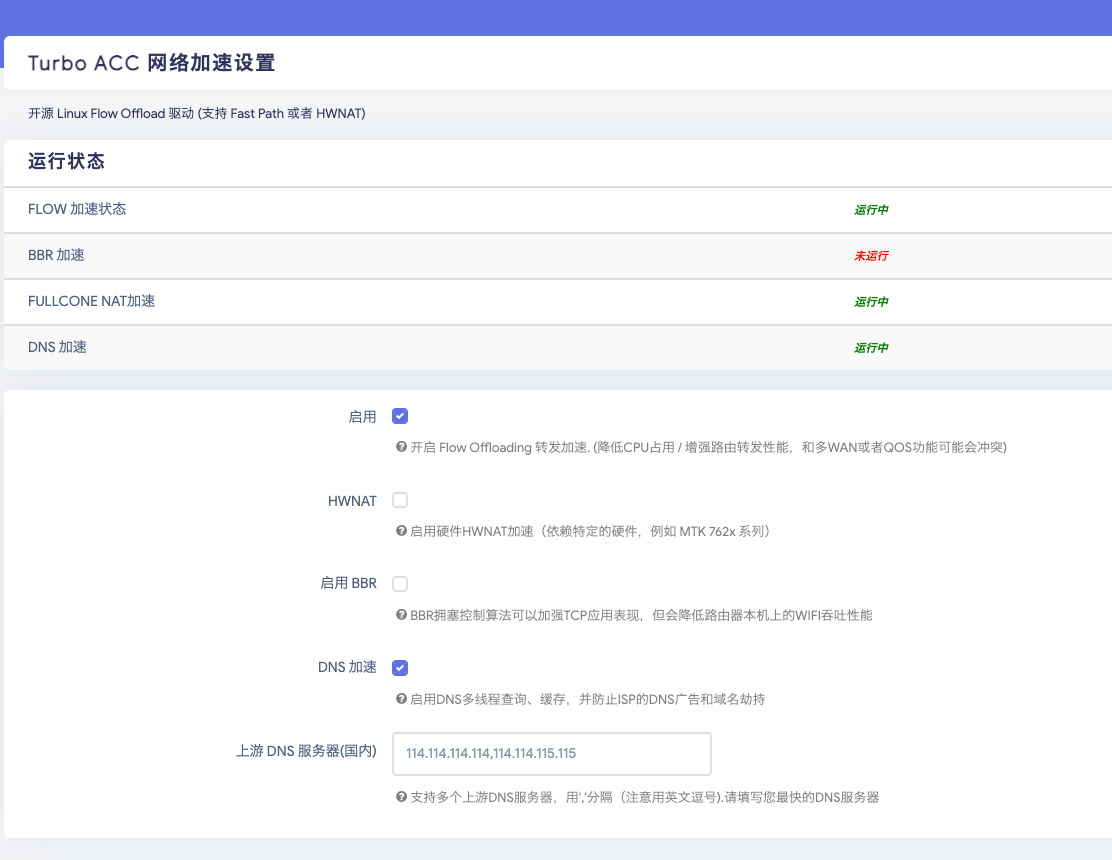 Turbo ACC 网络加速设置
开源 Linux Flow Offload 驱动 (支持 Fast Path 或者 HWNAT)
运行状态
FLOW 加速状态 运行中
BBR 加速 未运行
FULLCONE NAT加速 运行中
DNS 加速 运行中
启用
开启 Flow Offloading 转发加速. (降低CPU占用 / 增强路由转发性能，和多WAN或者QOS功能可能会冲突)
HWNAT
启用硬件HWNAT加速（依赖特定的硬件，例如 MTK 762x 系列）
启用 BBR
BBR拥塞控制算法可以加强TCP应用表现，但会降低路由器本机上的WIFI吞吐性能
DNS 加速
启用DNS多线程查询、缓存，并防止ISP的DNS广告和域名劫持
上游 DNS 服务器(国内) 114.114.114.114,114.114.115.115
支持多个上游DNS服务器，用','分隔（注意用英文逗号).请填写您最快的DNS服务器